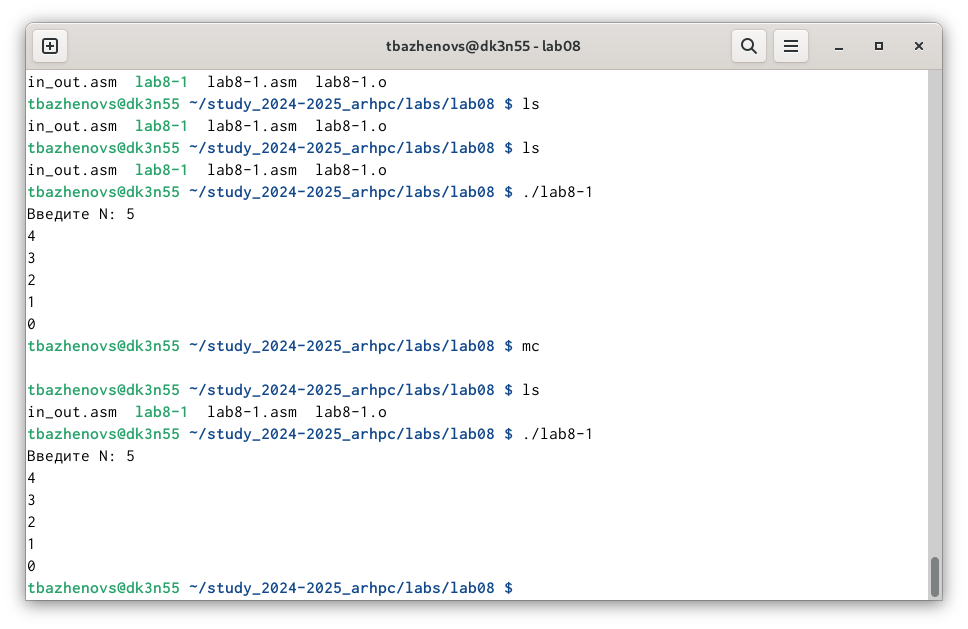 tbazhenovs@dk3n55 - lab08
in_out.asm  lab8-1  lab8-1.asm  lab8-1.o
tbazhenovs@dk3n55 ~/study_2024-2025_arhpc/labs/lab08 $ ls
in_out.asm  lab8-1  lab8-1.asm  lab8-1.o
tbazhenovs@dk3n55 ~/study_2024-2025_arhpc/labs/lab08 $ ls
in_out.asm  lab8-1  lab8-1.asm  lab8-1.o
tbazhenovs@dk3n55 ~/study_2024-2025_arhpc/labs/lab08 $ ./lab8-1
Введите N: 5
4
3
2
1
0
tbazhenovs@dk3n55 ~/study_2024-2025_arhpc/labs/lab08 $ mc
tbazhenovs@dk3n55 ~/study_2024-2025_arhpc/labs/lab08 $ ls
in_out.asm  lab8-1  lab8-1.asm  lab8-1.o
tbazhenovs@dk3n55 ~/study_2024-2025_arhpc/labs/lab08 $ ./lab8-1
Введите N: 5
4
3
2
1
0
tbazhenovs@dk3n55 ~/study_2024-2025_arhpc/labs/lab08 $